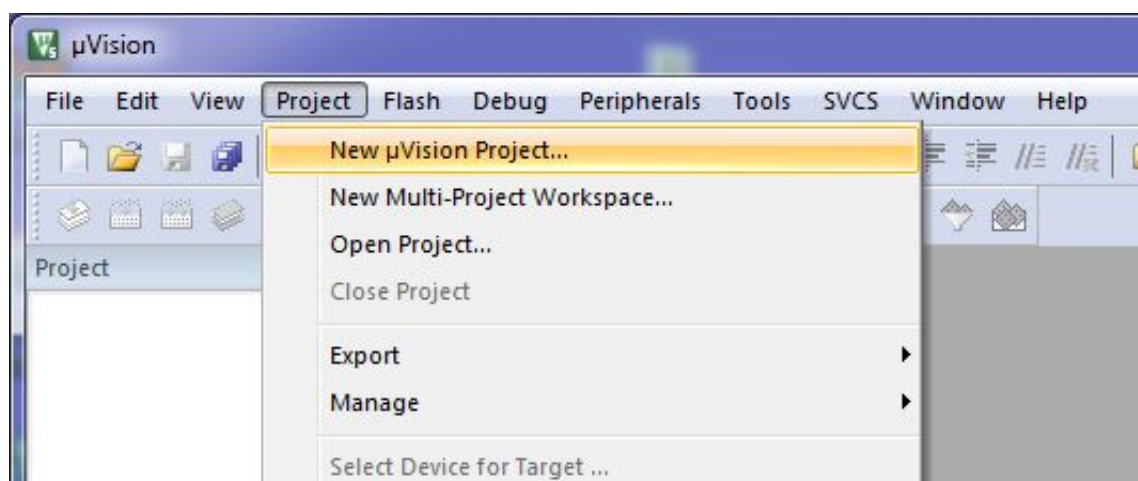 µVision
File Edit View Project Flash Debug Peripherals Tools SVCS Window Help
New µVision Project...
New Multi-Project Workspace...
Project
Open Project...
Close Project
Export
Manage
Select Device for Target ...